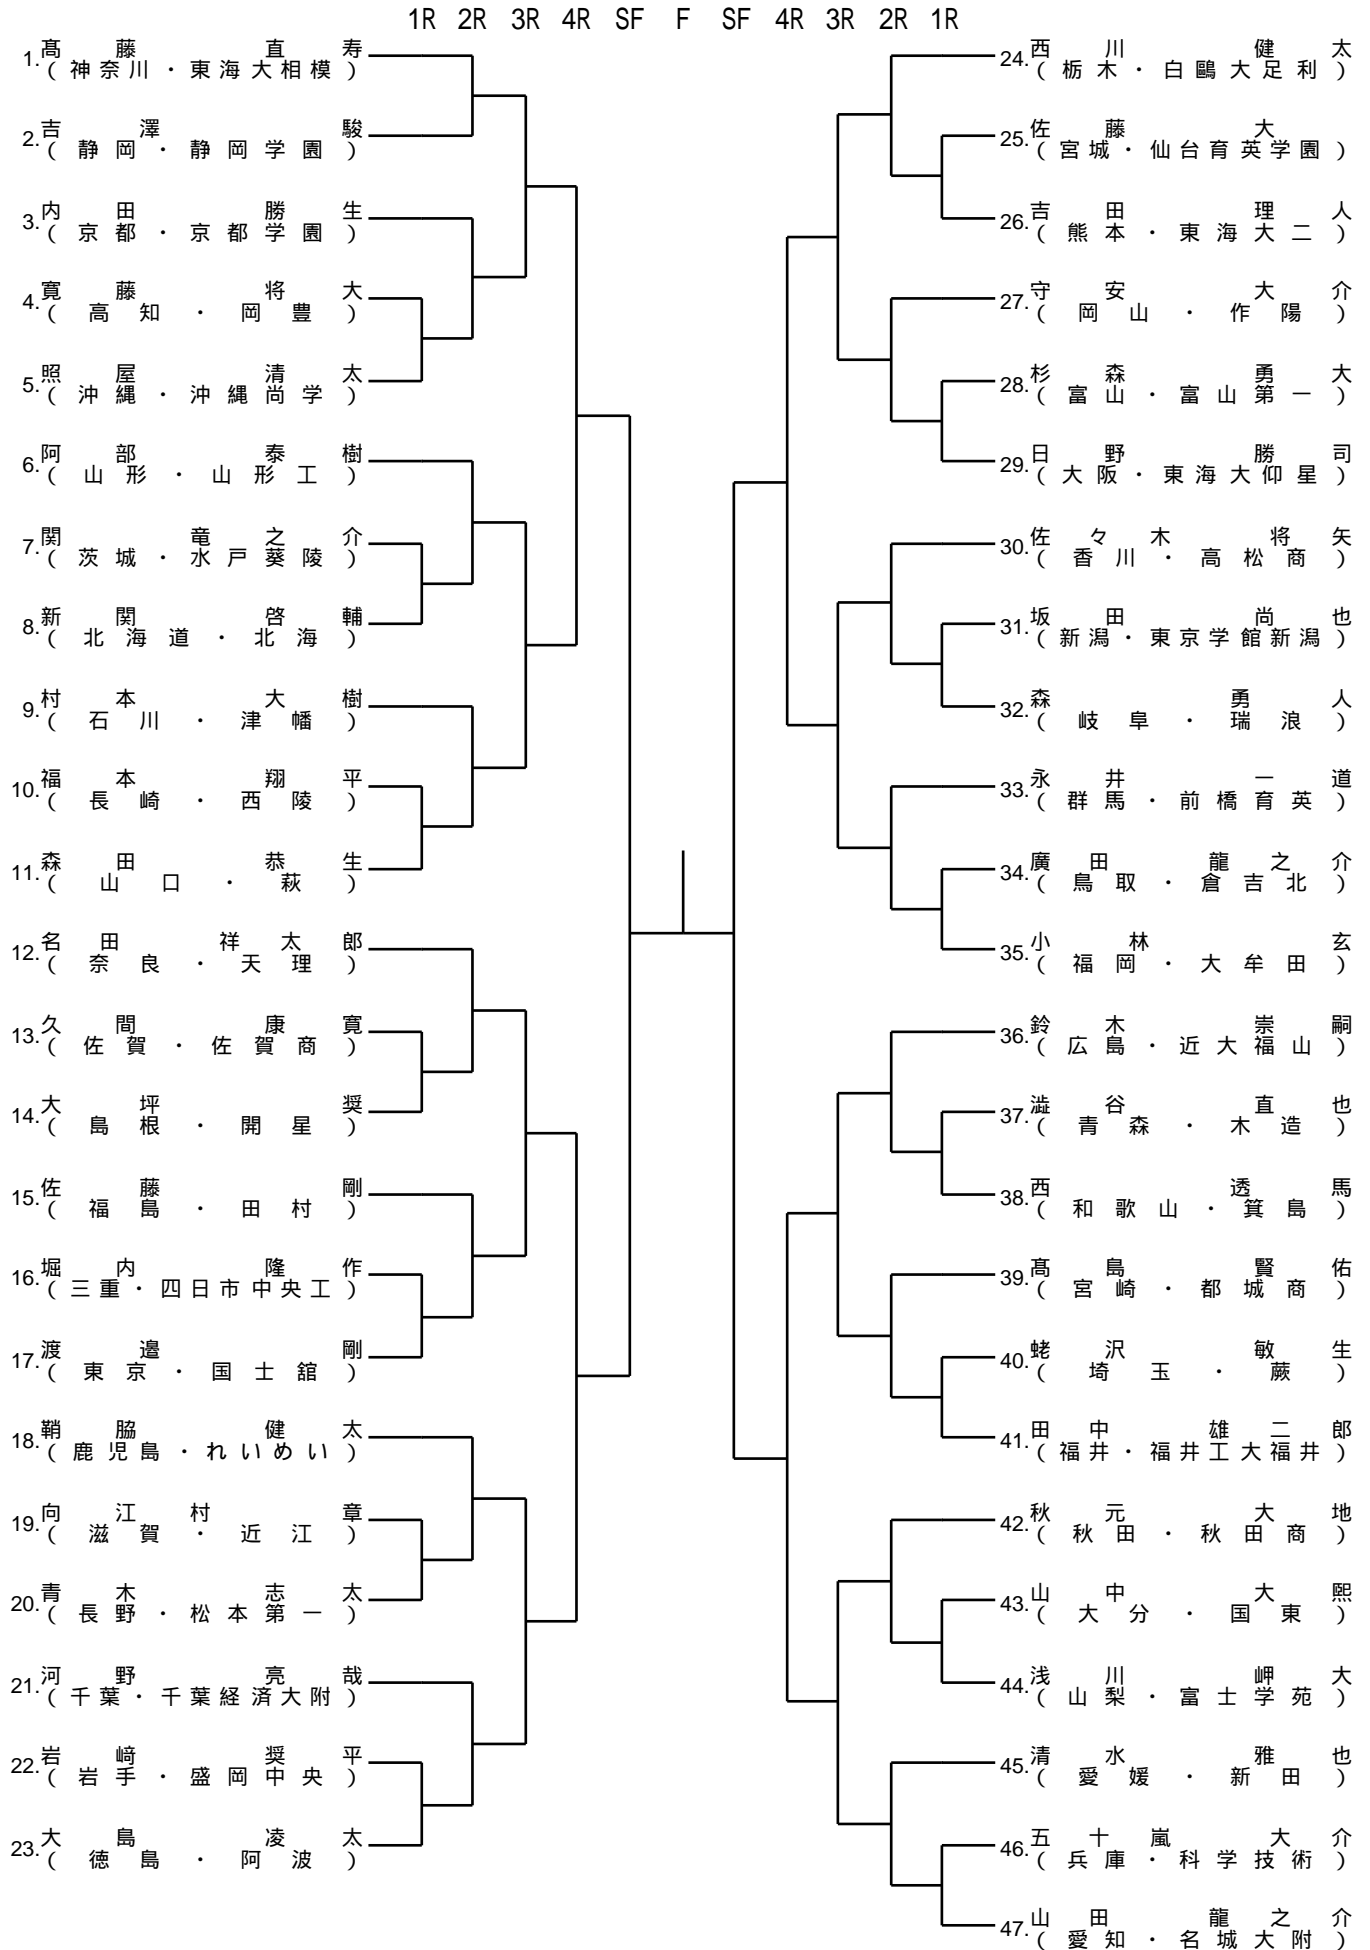 1R 2R 3R 4R SF F SF 4R 3R 2R 1R
1. 髙藤直寿
(神奈川・東海大相模)
2. 吉澤駿
(静岡・静岡学園)
3. 内田勝生
(京都・京都学園)
4. 寛藤将大
(高知・岡豊)
5. 照屋清太
(沖縄・沖縄尚学)
6. 阿部泰樹
(山形・山形工)
7. 関竜之介
(茨城・水戸葵陵)
8. 新関啓輔
(北海道・北海)
9. 村本大樹
(石川・津幡)
10. 福本翔平
(長崎・西陵)
11. 森田恭生
(山口・萩)
12. 名田祥太郎
(奈良・天理)
13. 久間康寛
(佐賀・佐賀商)
14. 大坪奨
(島根・開星)
15. 佐藤剛
(福島・田村)
16. 堀内隆作
(三重・四日市中央工)
17. 渡邉剛
(東京・国士舘)
18. 鞘脇健太
(鹿児島・れいめい)
19. 向江村章
(滋賀・近江)
20. 青木志太
(長野・松本第一)
21. 河野亮哉
(千葉・千葉経済大附)
22. 岩﨑奨平
(岩手・盛岡中央)
23. 大島凌太
(徳島・阿波)
24. 西川健太
(栃木・白鷗大足利)
25. 佐藤大
(宮城・仙台育英学園)
26. 吉田理人
(熊本・東海大二)
27. 守安大介
(岡山・作陽)
28. 杉森勇大
(富山・富山第一)
29. 日野勝司
(大阪・東海大仰星)
30. 佐々木将矢
(香川・高松商)
31. 坂田尚也
(新潟・東京学館新潟)
32. 森勇人
(岐阜・瑞浪)
33. 永井一道
(群馬・前橋育英)
34. 廣田龍之介
(鳥取・倉吉北)
35. 小林玄
(福岡・大牟田)
36. 鈴木崇嗣
(広島・近大福山)
37. 澁谷直也
(青森・木造)
38. 西透馬
(和歌山・箕島)
39. 髙島賢佑
(宮崎・都城商)
40. 蛯沢敏生
(埼玉・蕨)
41. 田中雄二郎
(福井・福井工大福井)
42. 秋元大地
(秋田・秋田商)
43. 山中大熙
(大分・国東)
44. 浅川岬大
(山梨・富士学苑)
45. 清水雅也
(愛媛・新田)
46. 五十嵐大介
(兵庫・科学技術)
47. 山田龍之介
(愛知・名城大附)